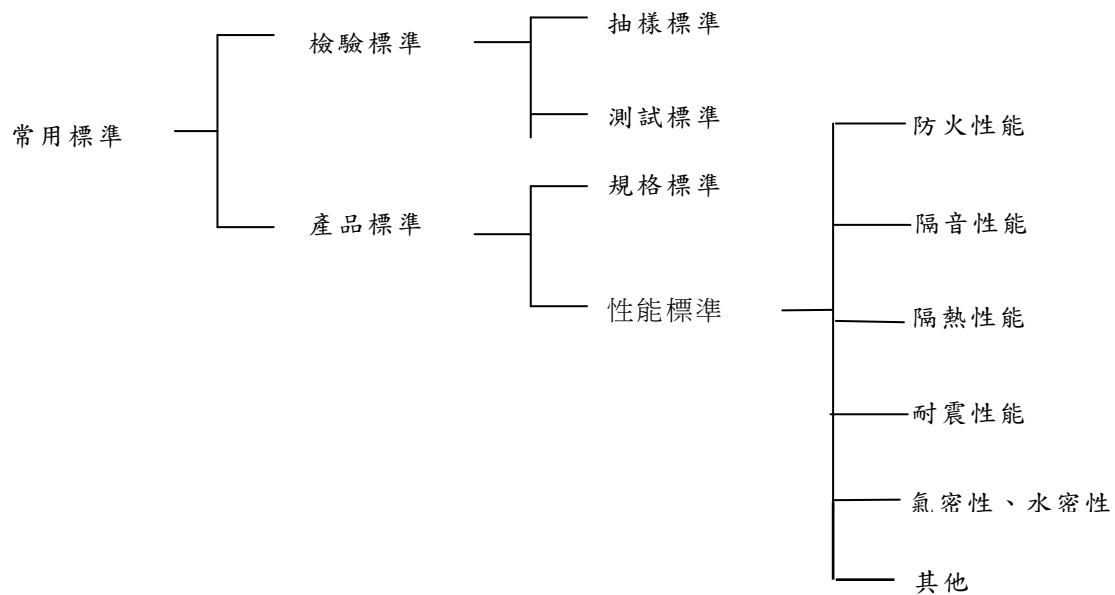 常用標準
檢驗標準
抽樣標準
測試標準
產品標準
規格標準
性能標準
防火性能
隔音性能
隔熱性能
耐震性能
氣密性、水密性
其他